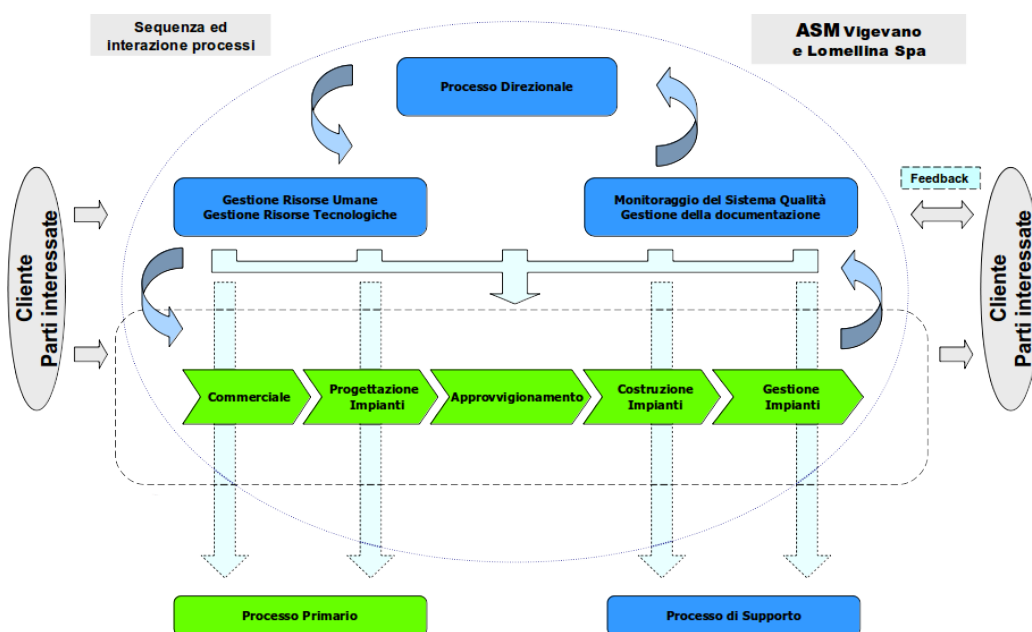 Sequenza ed
interazione processi
ASM Vigevano
e Lomellina Spa
Processo Direzionale
Gestione Risorse Umane
Gestione Risorse Tecnologiche
Monitoraggio del Sistema Qualità
Gestione della documentazione
Feedback
Cliente
Parti interessate
Cliente
Parti interessate
Commerciale
Progettazione
Impianti
Approvvigionamento
Costruzione
Impianti
Gestione
Impianti
Processo Primario
Processo di Supporto